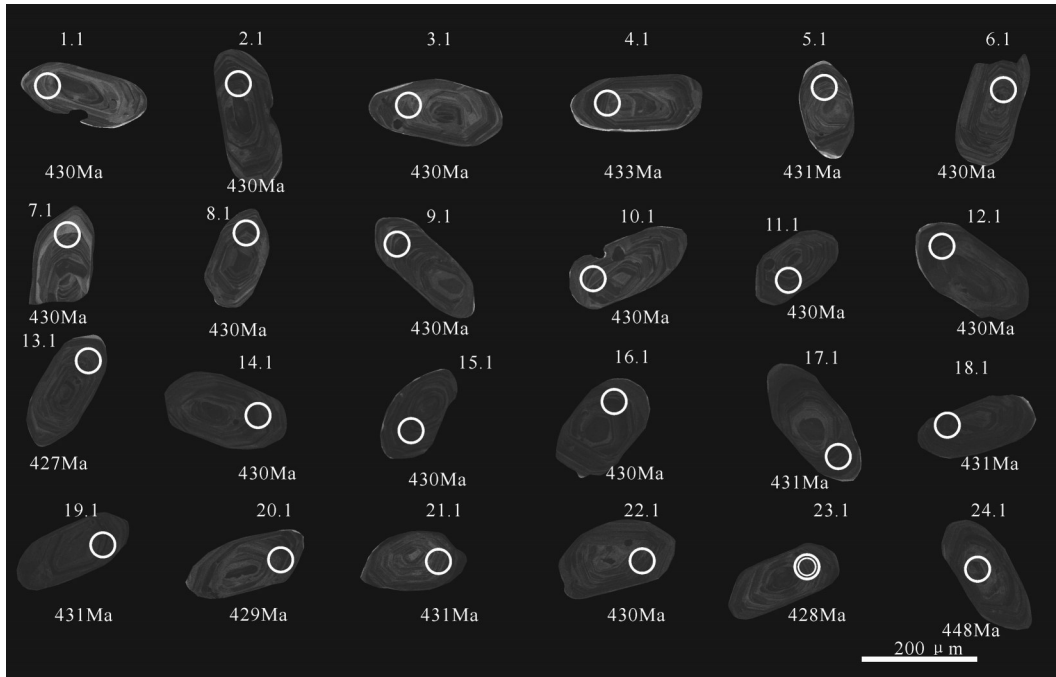 1.1 2.1 3.1 4.1 5.1 6.1
430Ma 430Ma 430Ma 433Ma 431Ma 430Ma
7.1 8.1 9.1 10.1 11.1 12.1
430Ma 430Ma 430Ma 430Ma 430Ma 430Ma
13.1 14.1 15.1 16.1 17.1 18.1
427Ma 430Ma 430Ma 430Ma 431Ma 431Ma
19.1 20.1 21.1 22.1 23.1 24.1
431Ma 429Ma 431Ma 430Ma 428Ma 448Ma
200 μm